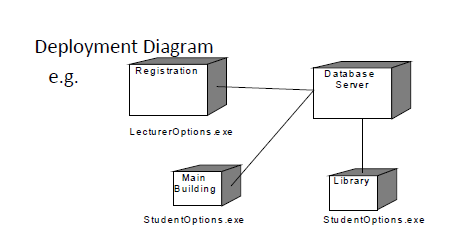 Deployment Diagram
e.g.
Registration
Database
Server
LecturerOptions.exe
Main
Building
Library
StudentOptions.exe
StudentOptions.exe